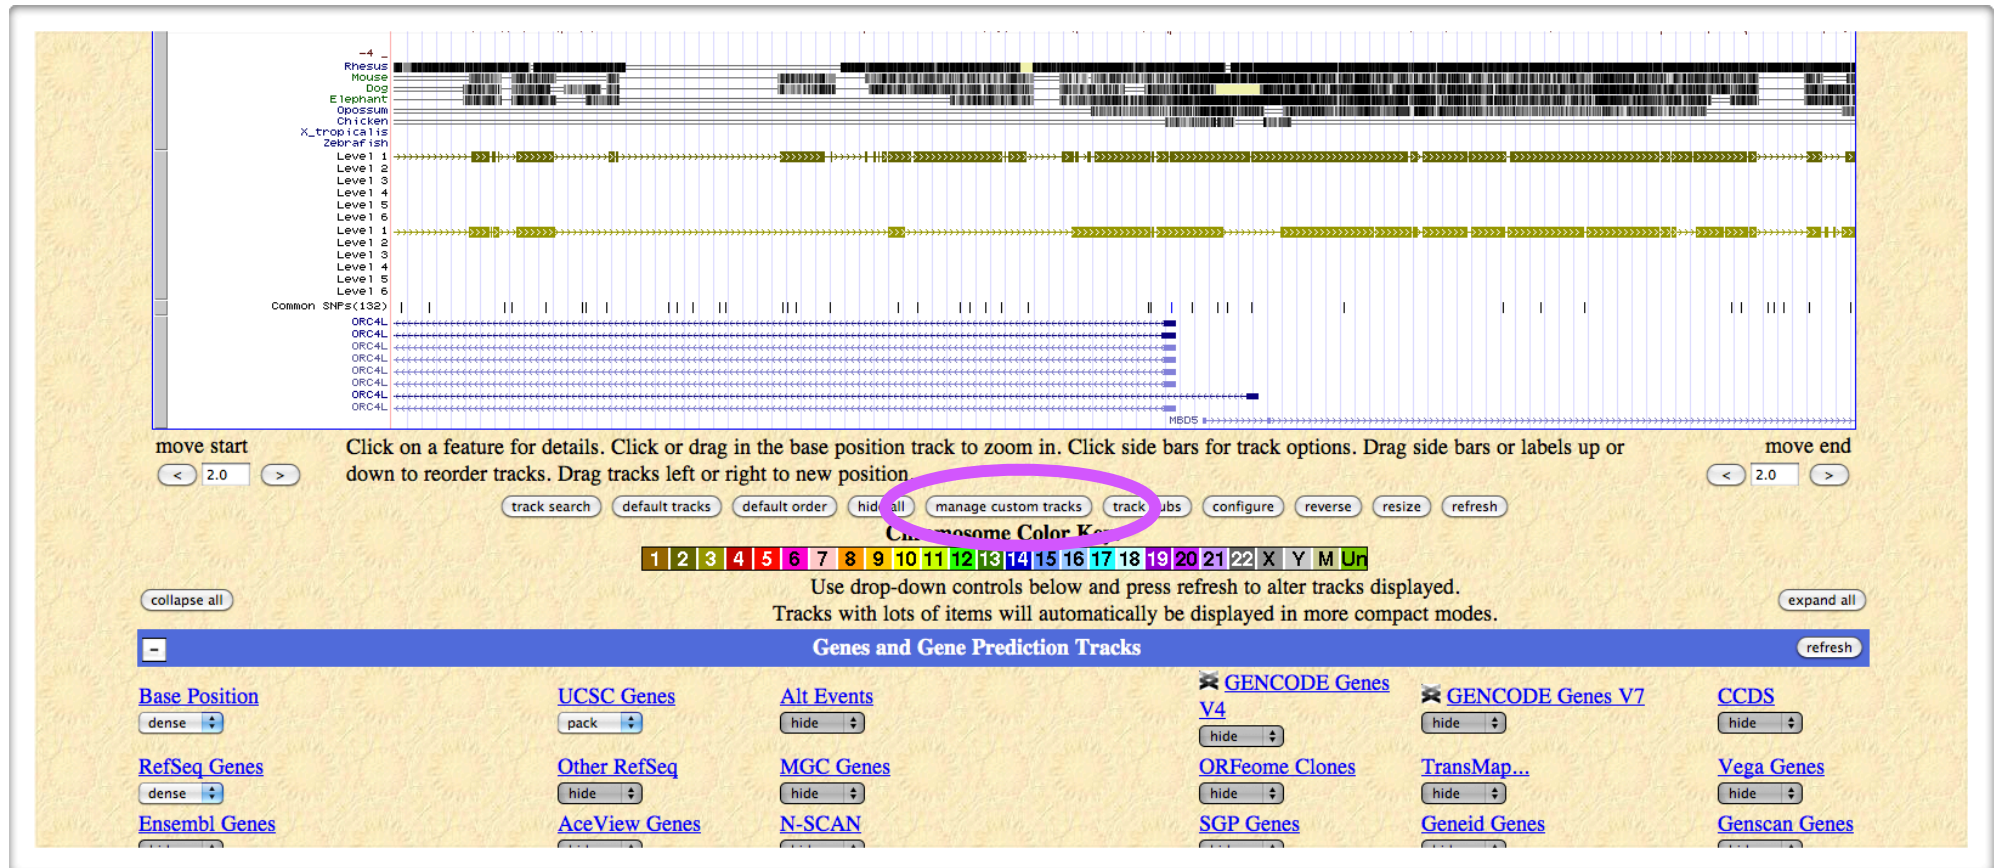 -4 _
Rhesus
Mouse
Dog
Elephant
Opossum
Chicken
X_tropicalis
Zebrafish
Level 1
Level 2
Level 3
Level 4
Level 5
Level 6
Level 1
Level 2
Level 3
Level 4
Level 5
Level 6
Common SNPs(132)
ORC4L
ORC4L
ORC4L
ORC4L
ORC4L
ORC4L
ORC4L
ORC4L
MBD5
move start Click on a feature for details. Click or drag in the base position track to zoom in. Click side bars for track options. Drag side bars or labels up or move end
< 2.0 > down to reorder tracks. Drag tracks left or right to new position. < 2.0 >
track search default tracks default order hide all manage custom tracks track hubs configure reverse resize refresh
Chromosome Color Key:
1 2 3 4 5 6 7 8 9 10 11 12 13 14 15 16 17 18 19 20 21 22 X Y M Un
collapse all Use drop-down controls below and press refresh to alter tracks displayed. expand all
Tracks with lots of items will automatically be displayed in more compact modes.
- Genes and Gene Prediction Tracks refresh
Base Position UCSC Genes Alt Events GENCODE Genes V4 GENCODE Genes V7 CCDS
dense pack hide hide hide hide
RefSeq Genes Other RefSeq MGC Genes ORFeome Clones TransMap... Vega Genes
dense hide hide hide hide hide
Ensembl Genes AceView Genes N-SCAN SGP Genes Geneid Genes Genscan Genes